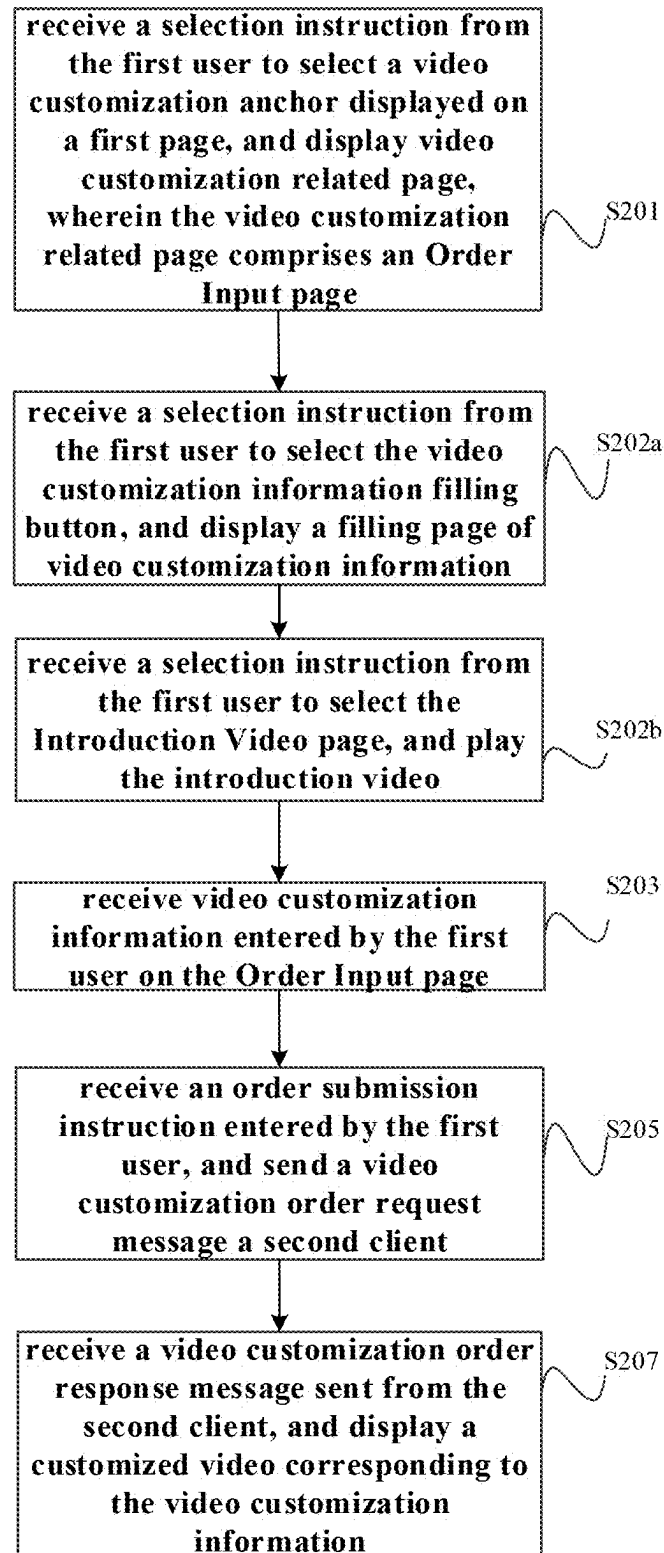 receive a selection instruction from
the first user to select a video
customization anchor displayed on
a first page, and display video
customization related page,
wherein the video customization
related page comprises an Order
Input page
S201
receive a selection instruction from
the first user to select the video
customization information filling
button, and display a filling page of
video customization information
S202a
receive a selection instruction from
the first user to select the
Introduction Video page, and play
the introduction video
S202b
receive video customization
information entered by the first
user on the Order Input page
S203
receive an order submission
instruction entered by the first
user, and send a video
customization order request
message a second client
S205
receive a video customization order
response message sent from the
second client, and display a
customized video corresponding to
the video customization
information
S207